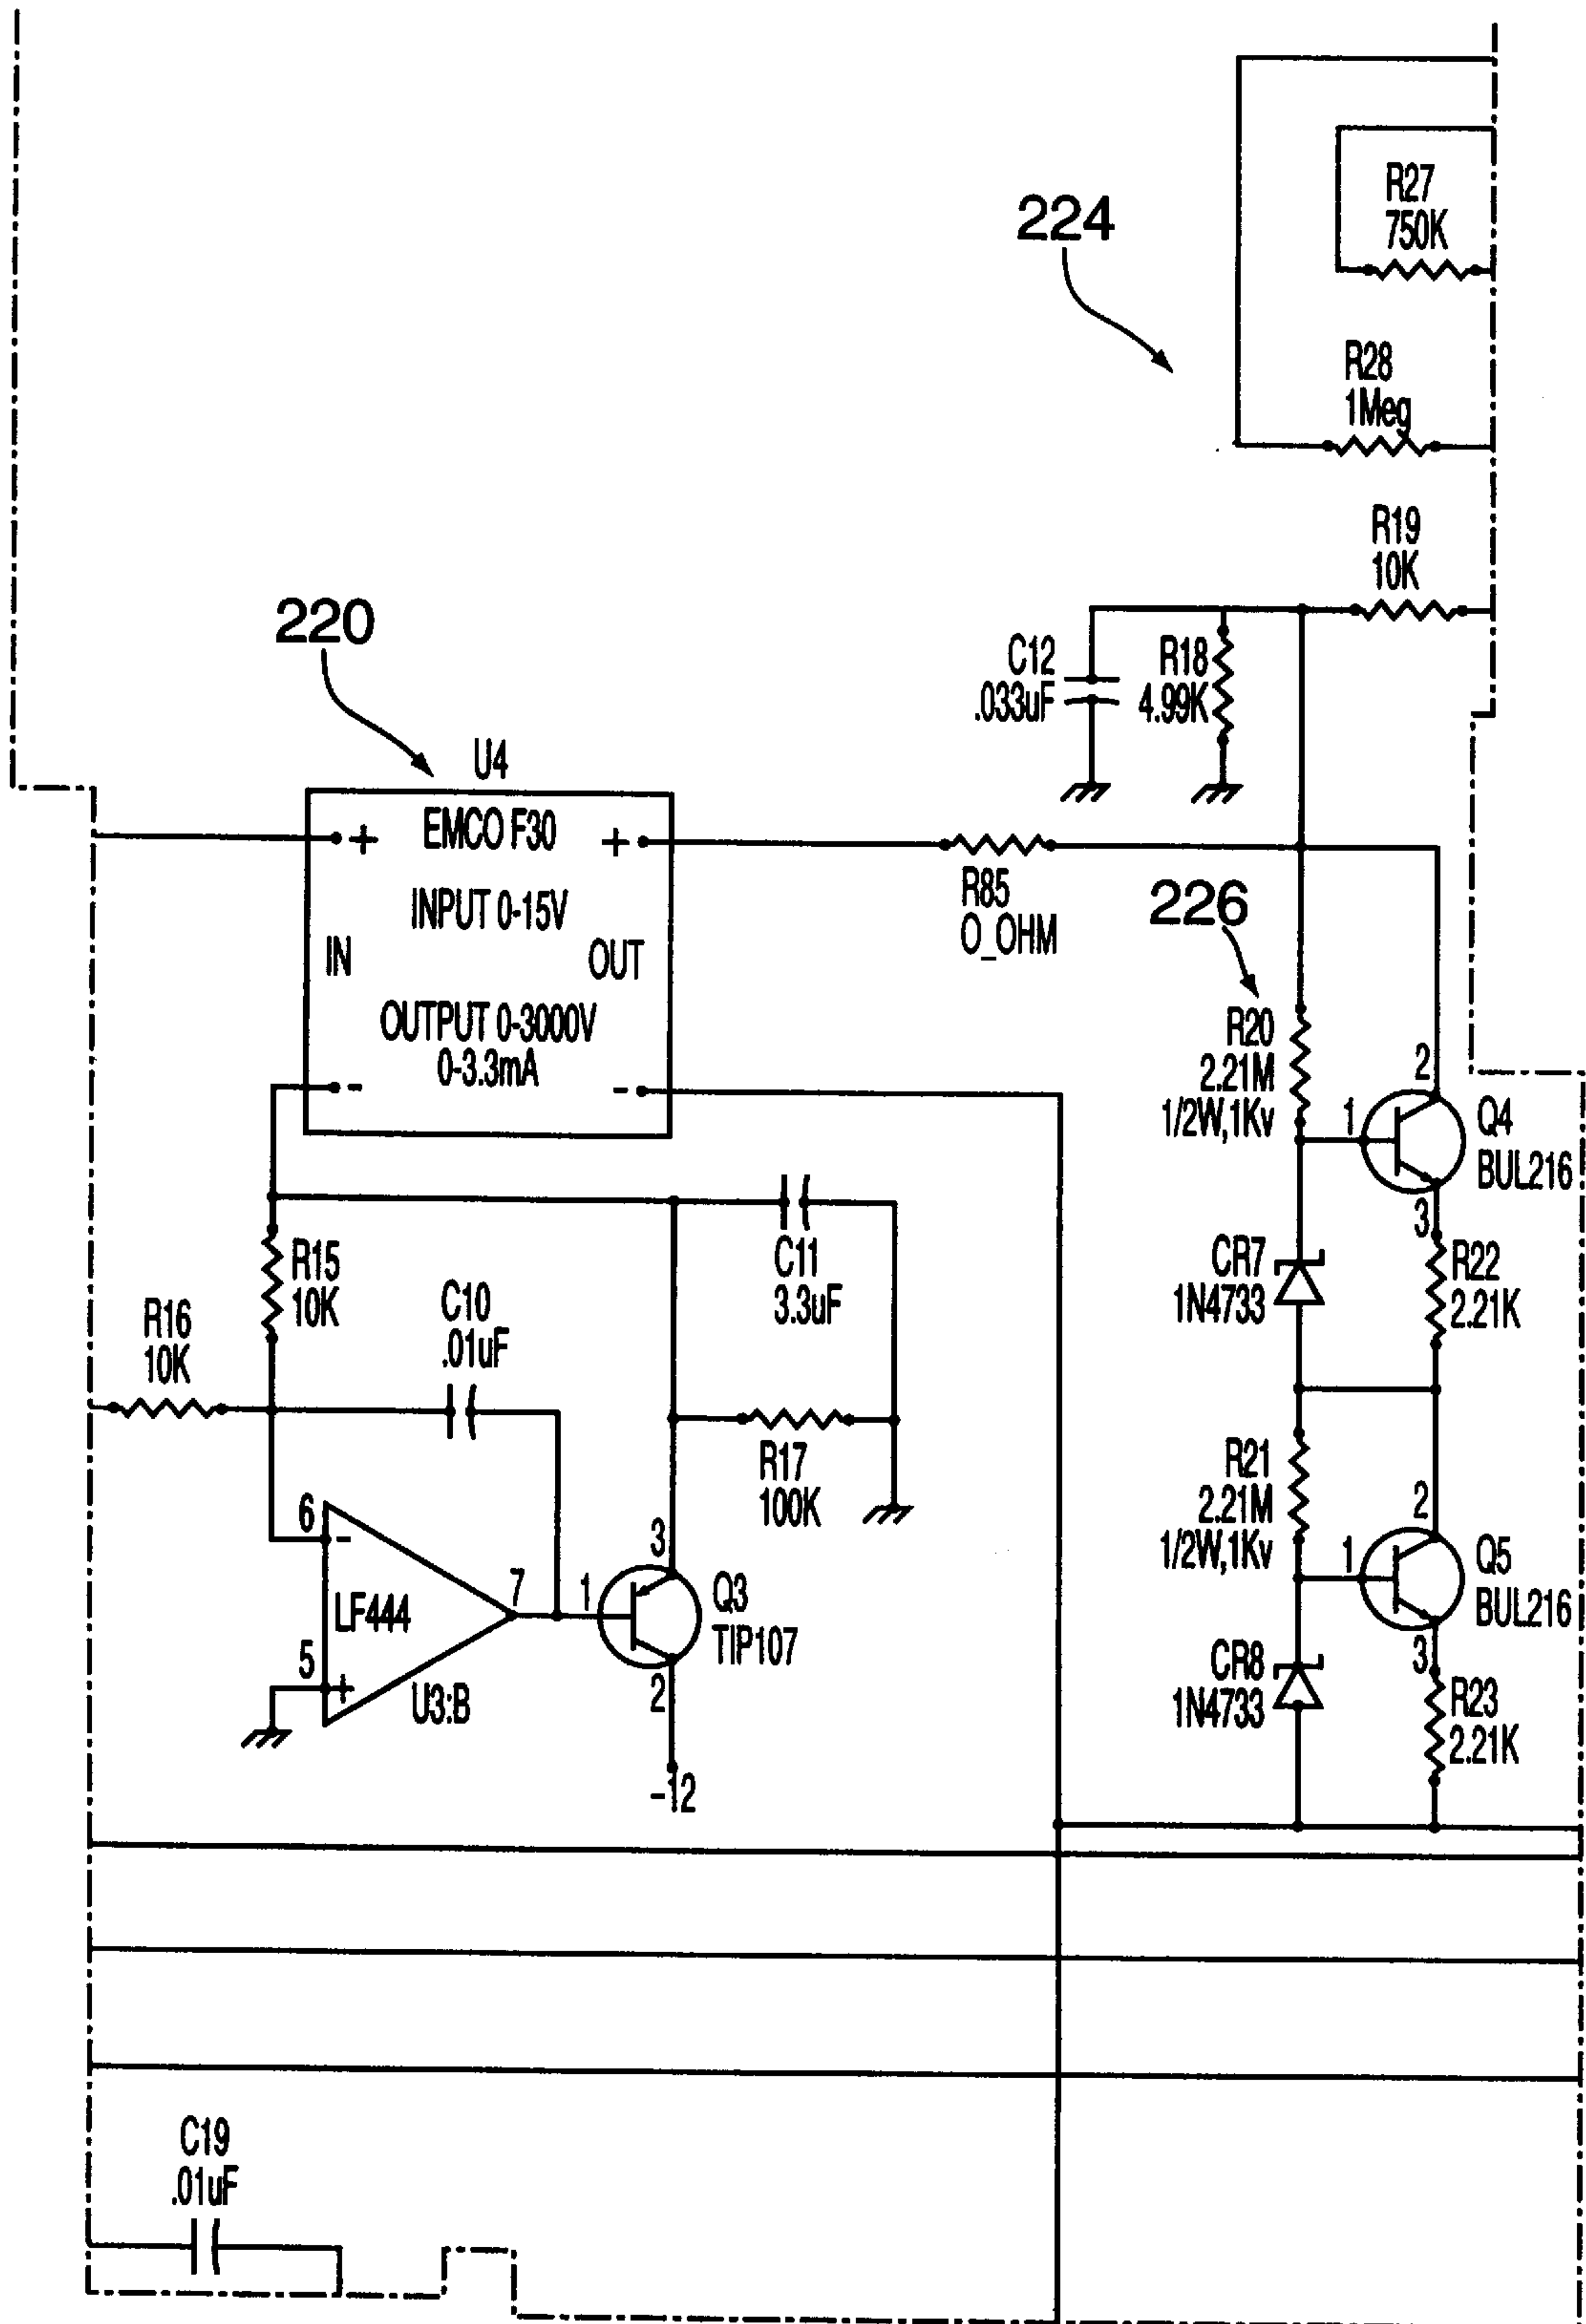 224
R27
750K
R28
1Meg
R19
10K
220
C12
.033uF
R18
4.99K
U4
+ EMCO F30 +
INPUT 0-15V
IN
OUT
OUTPUT 0-3000V
0-3.3mA
- -
R85
O_OHM
226
R20
2.21M
1/2W,1Kv
1
2
3
Q4
BUL216
R15
10K
C11
3.3uF
CR7
1N4733
R22
2.21K
R16
10K
C10
.01uF
R17
100K
R21
2.21M
1/2W,1Kv
1
2
3
Q5
BUL216
6
-
LF444
5
+
7
U3:B
1
3
2
Q3
TIP107
-12
CR8
1N4733
R23
2.21K
C19
.01uF